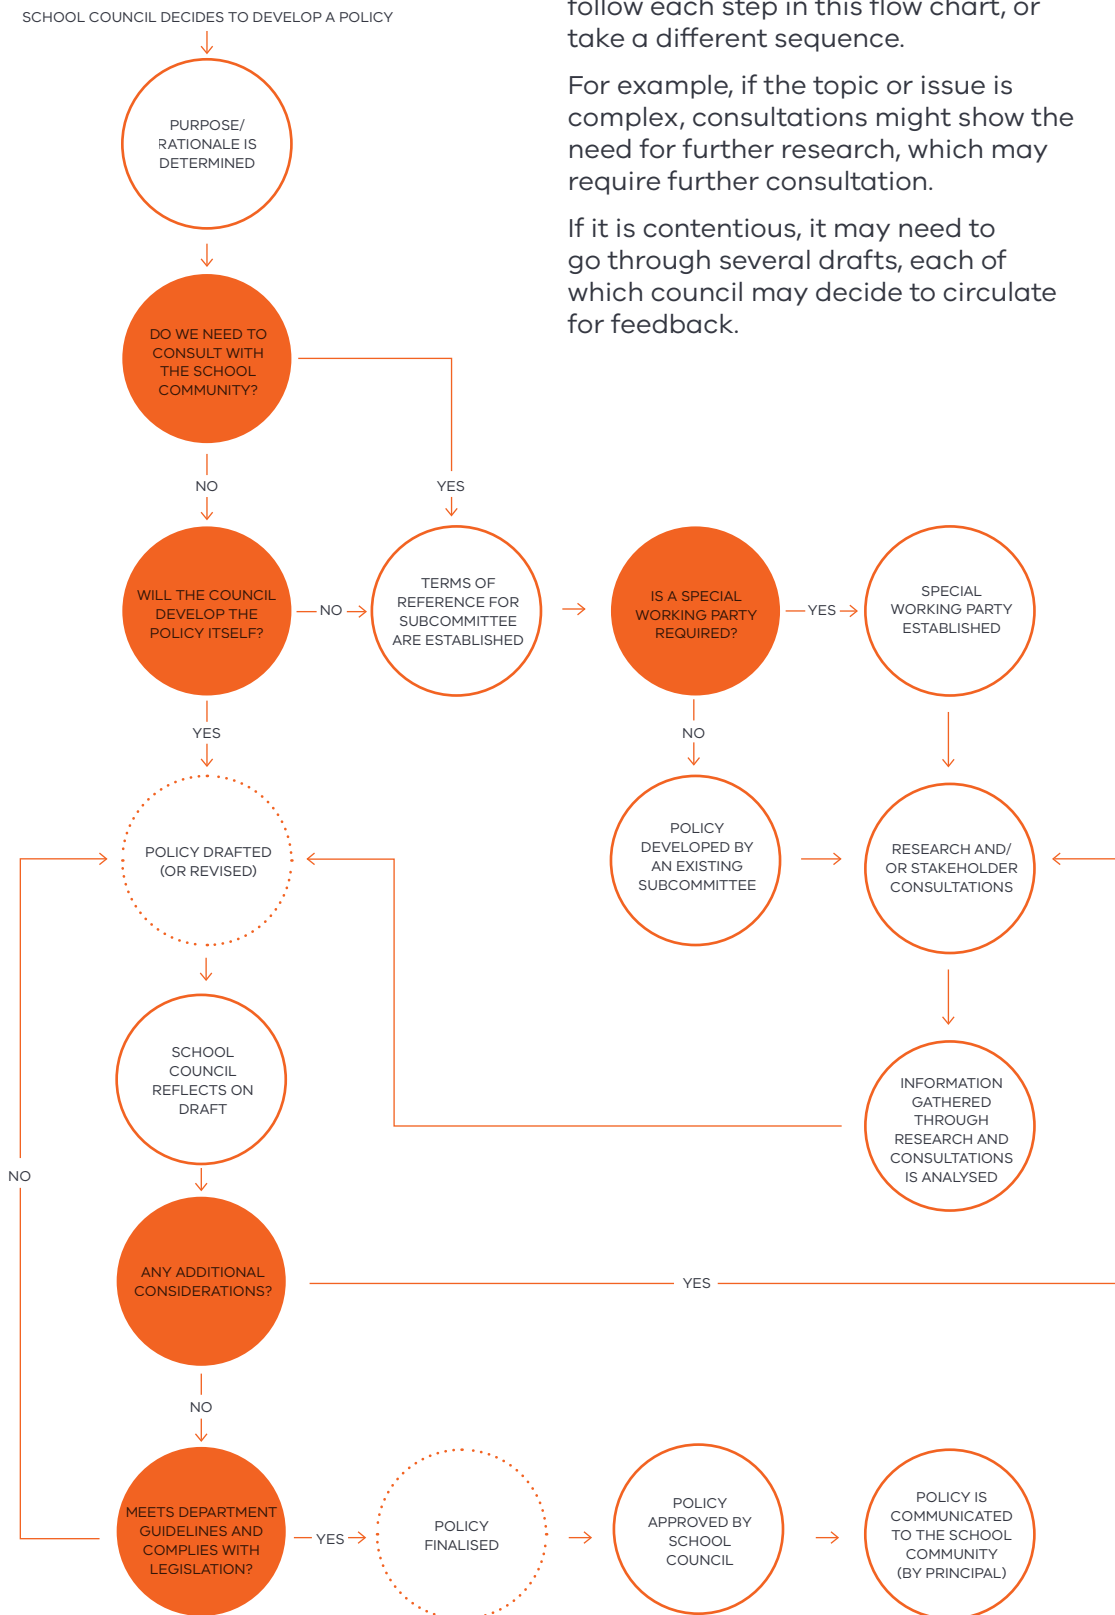 SCHOOL COUNCIL DECIDES TO DEVELOP A POLICY
follow each step in this flow chart, or
take a different sequence.
For example, if the topic or issue is
complex, consultations might show the
need for further research, which may
require further consultation.
If it is contentious, it may need to
go through several drafts, each of
which council may decide to circulate
for feedback.
PURPOSE/
RATIONALE IS
DETERMINED
DO WE NEED TO
CONSULT WITH
THE SCHOOL
COMMUNITY?
NO
YES
WILL THE COUNCIL
DEVELOP THE
POLICY ITSELF?
NO
TERMS OF
REFERENCE FOR
SUBCOMMITTEE
ARE ESTABLISHED
IS A SPECIAL
WORKING PARTY
REQUIRED?
YES
SPECIAL
WORKING PARTY
ESTABLISHED
YES
NO
POLICY DRAFTED
(OR REVISED)
POLICY
DEVELOPED BY
AN EXISTING
SUBCOMMITTEE
RESEARCH AND/
OR STAKEHOLDER
CONSULTATIONS
SCHOOL
COUNCIL
REFLECTS ON
DRAFT
INFORMATION
GATHERED
THROUGH
RESEARCH AND
CONSULTATIONS
IS ANALYSED
NO
ANY ADDITIONAL
CONSIDERATIONS?
YES
NO
MEETS DEPARTMENT
GUIDELINES AND
COMPLIES WITH
LEGISLATION?
YES
POLICY
FINALISED
POLICY
APPROVED BY
SCHOOL
COUNCIL
POLICY IS
COMMUNICATED
TO THE SCHOOL
COMMUNITY
(BY PRINCIPAL)